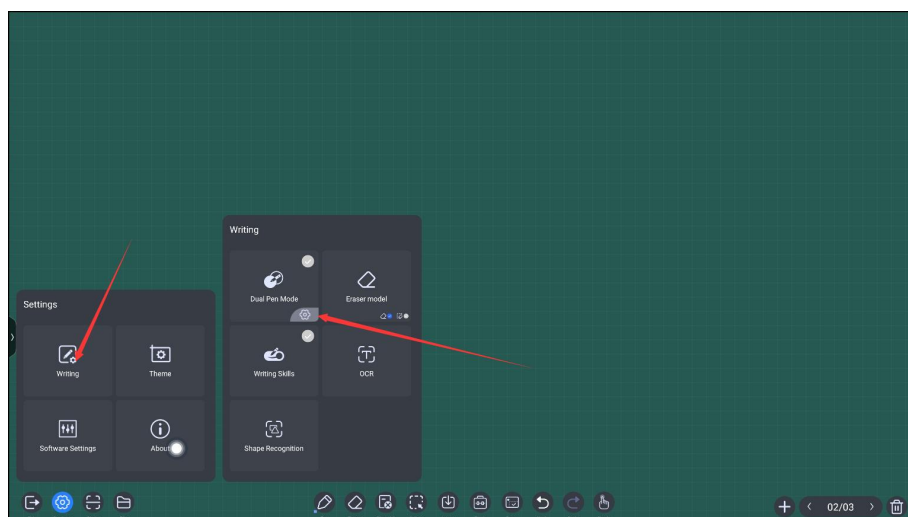 Writing
Dual Pen Mode
Eraser model
Settings
Writing Skills
OCR
Writing
Theme
Shape Recognition
Software Settings
About
02/03